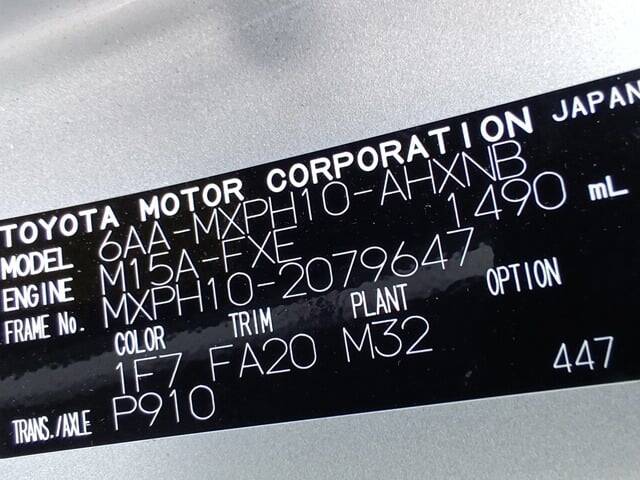 TOYOTA MOTOR CORPORATION JAPAN
MODEL 6AA-MXPH10-AHXNB
ENGINE M15A-FXE 1490 mL
FRAME No. MXPH10-2079647
COLOR TRIM PLANT OPTION
1F7 FA20 M32
TRANS./AXLE P910 447